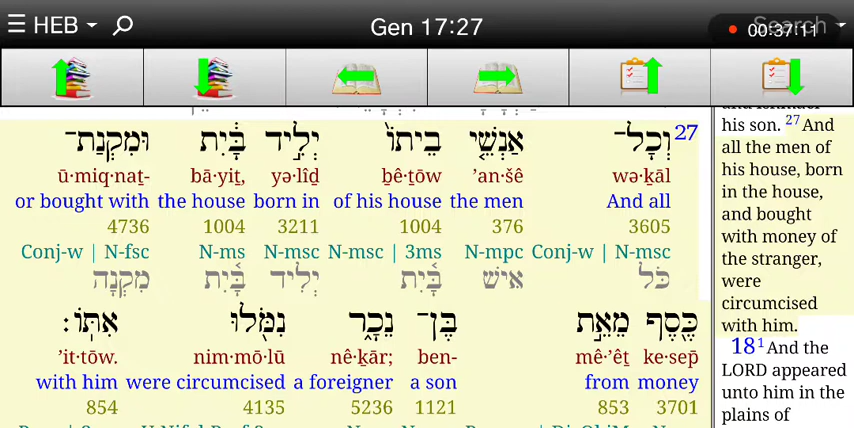 ☰ HEB Gen 17:27 Search 00:37:11
27 וְכָל־ אַנְשֵׁ֤י בֵיתוֹ֙ יְלִ֣יד בָּ֔יִת וּמִקְנַת־
ū·miq·naṯ- bā·yiṯ, yə·lîḏ ḇê·ṯōw ’an·šê wə·ḵāl
or bought with the house born in of his house the men And all
4736 1004 3211 1004 376 3605
Conj-w | N-fsc N-ms N-msc N-msc | 3ms N-mpc Conj-w | N-msc
כֹּל אִישׁ בַּ֫יִת יְלִיד בַּ֫יִת מִקְנָה
כֶּ֖סֶף מֵאֵ֣ת בֶּן־ נֵכָ֑ר נִמֹּ֖לוּ אִתּֽוֹ׃
’it·tōw. nim·mō·lū nê·ḵār; ben- mê·’êṯ ke·sep̄
with him were circumcised a foreigner a son from money
854 4135 5236 1121 853 3701
his son. 27 And
all the men of
his house, born
in the house,
and bought
with money of
the stranger,
were
circumcised
with him.
18 1 And the
LORD appeared
unto him in the
plains of